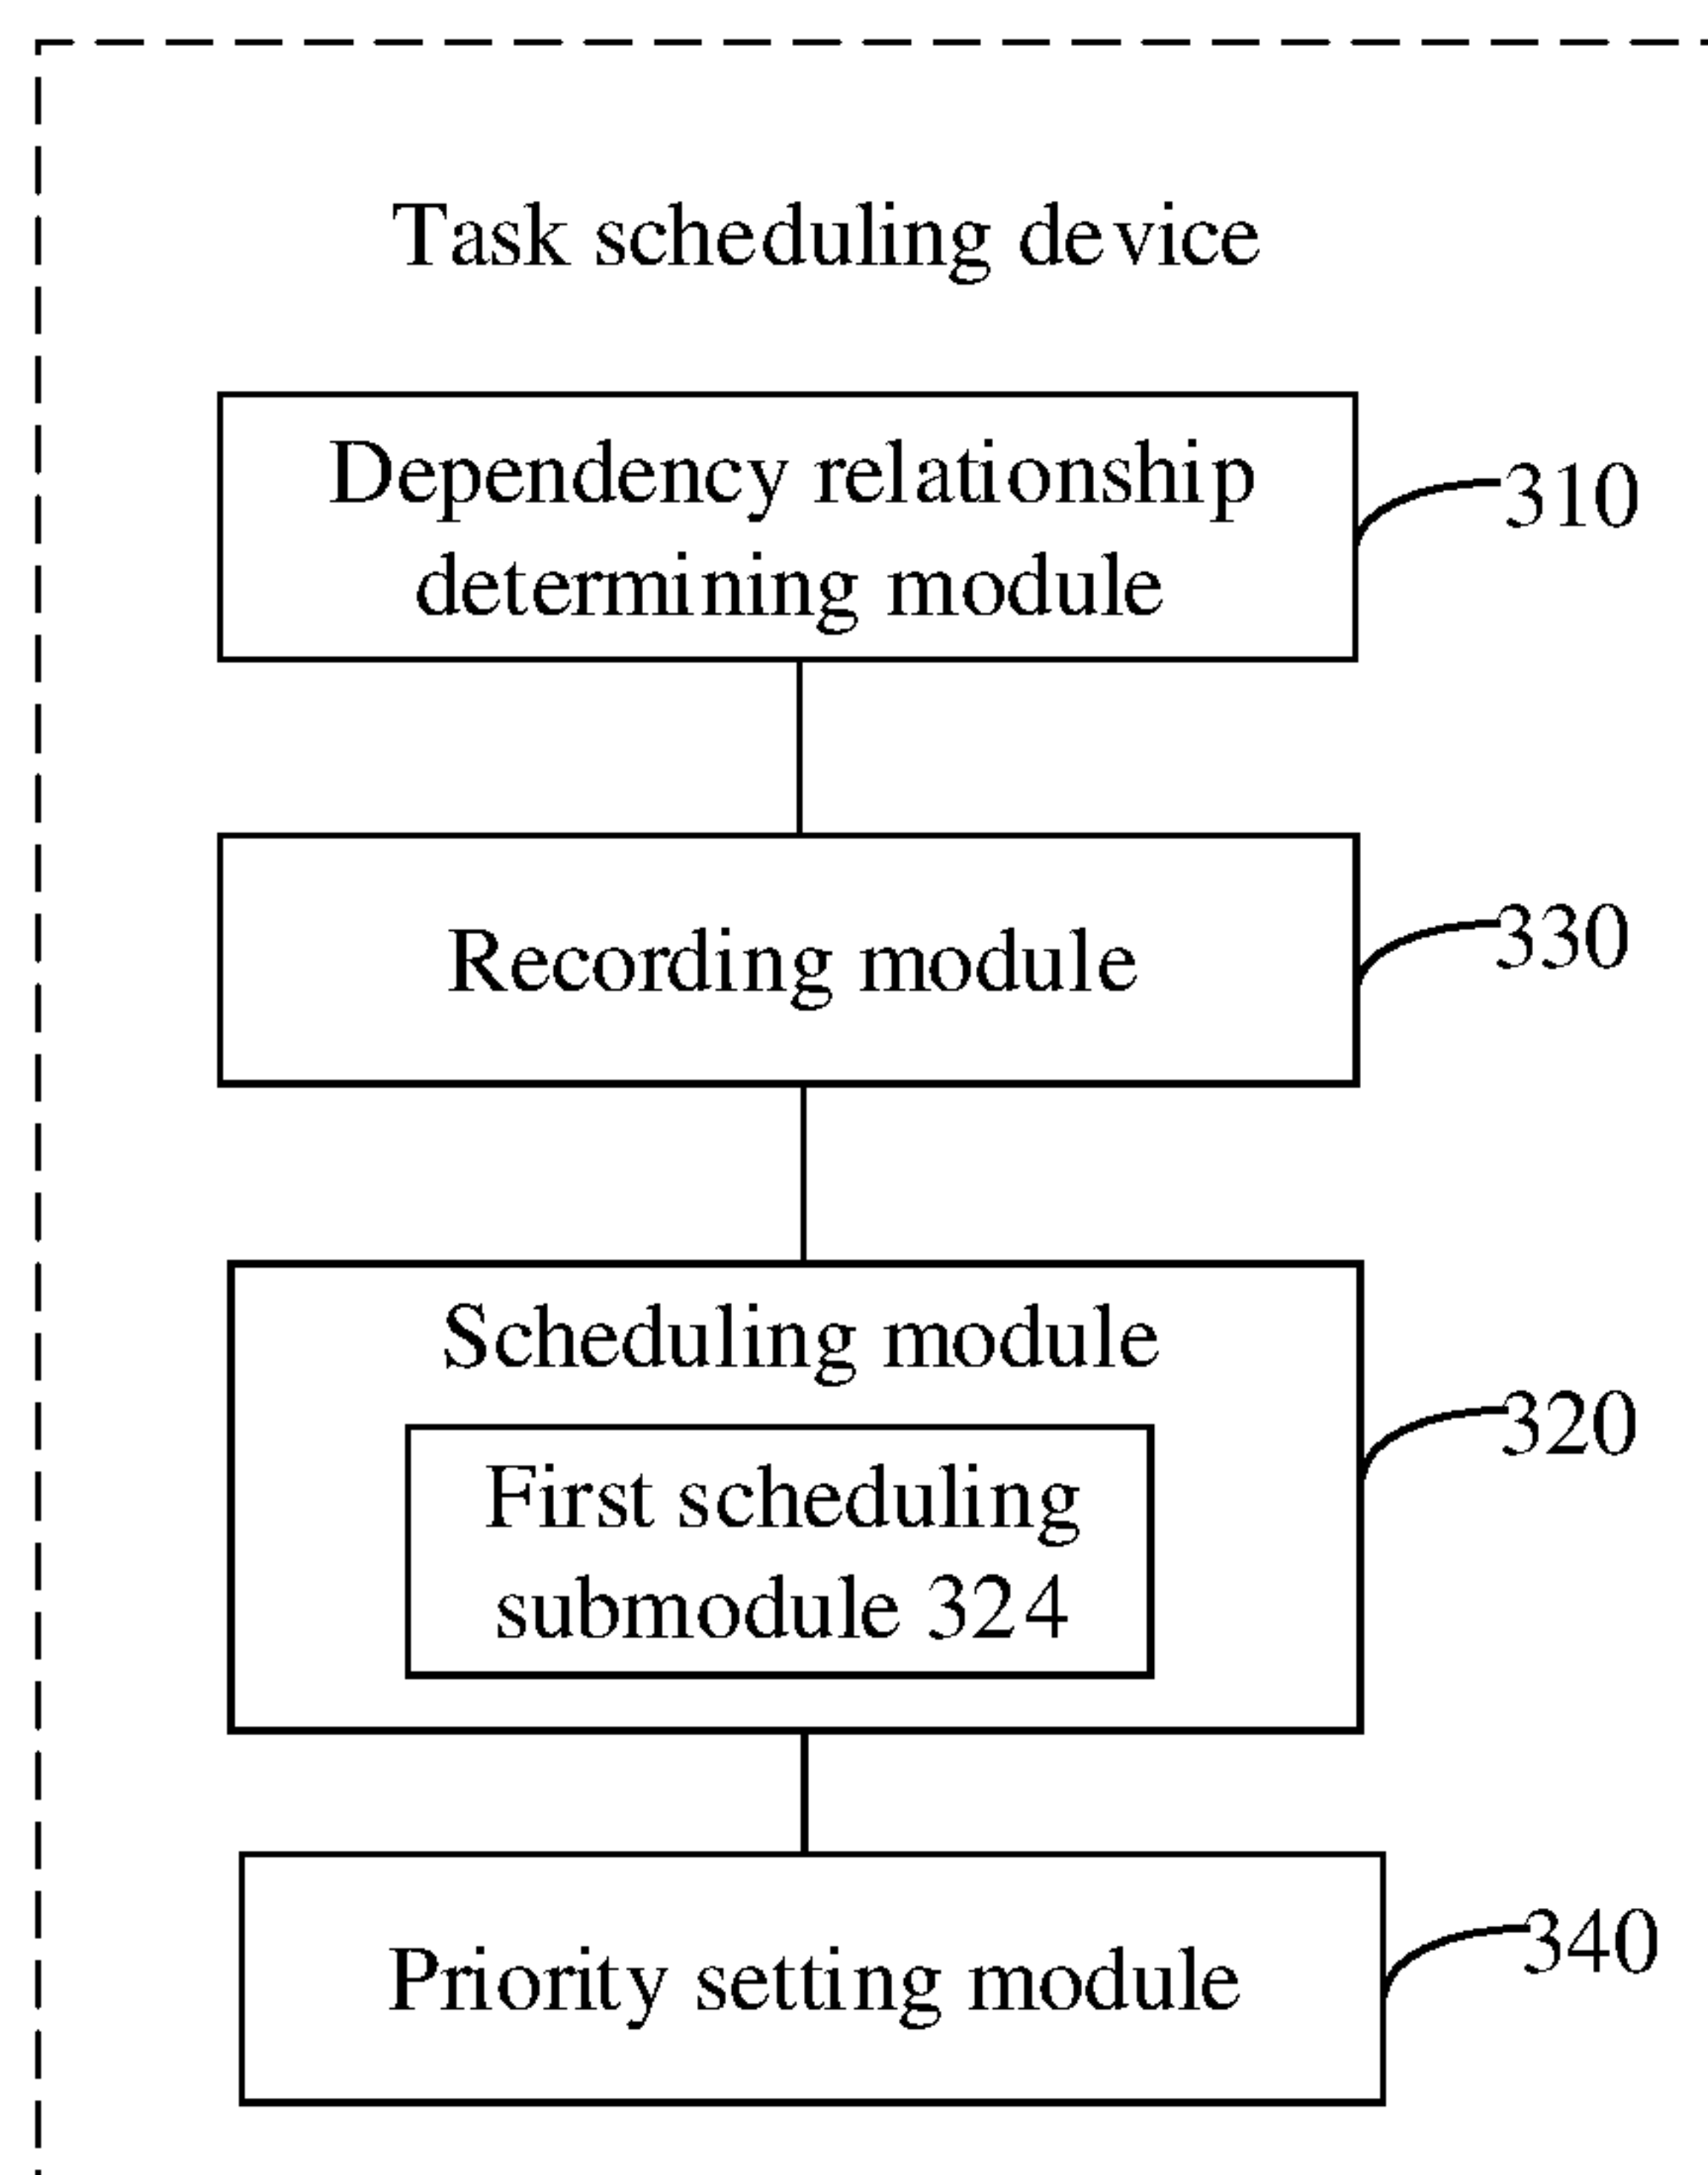 Task scheduling device
Dependency relationship
determining module
310
Recording module
330
Scheduling module
320
First scheduling
submodule 324
Priority setting module
340